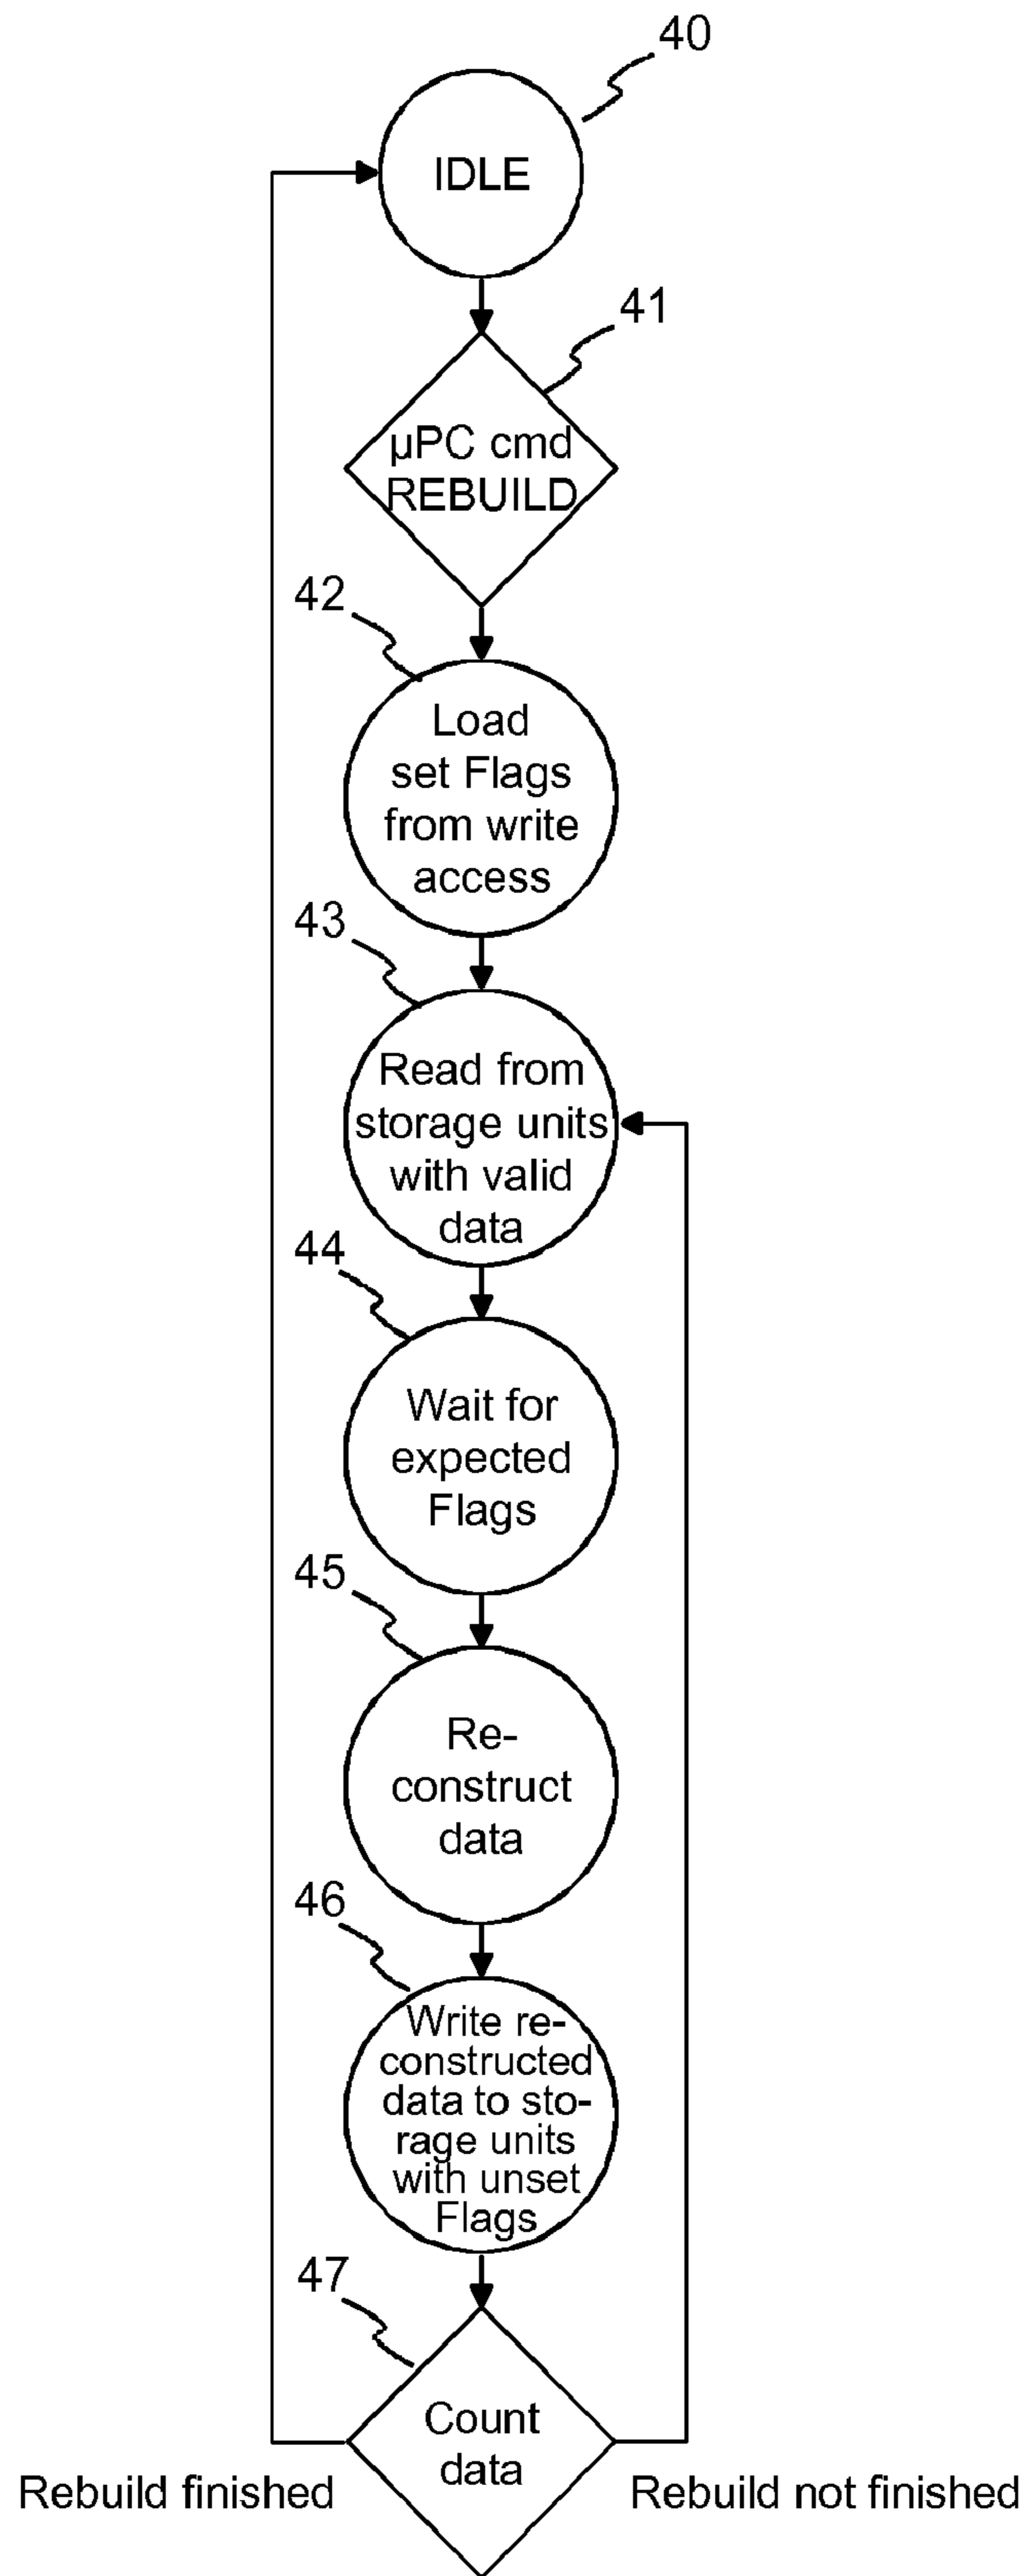 40
IDLE
41
µPC cmd
REBUILD
42
Load
set Flags
from write
access
43
Read from
storage units
with valid
data
44
Wait for
expected
Flags
45
Re-
construct
data
46
Write re-
constructed
data to sto-
rage units
with unset
Flags
47
Count
data
Rebuild finished
Rebuild not finished